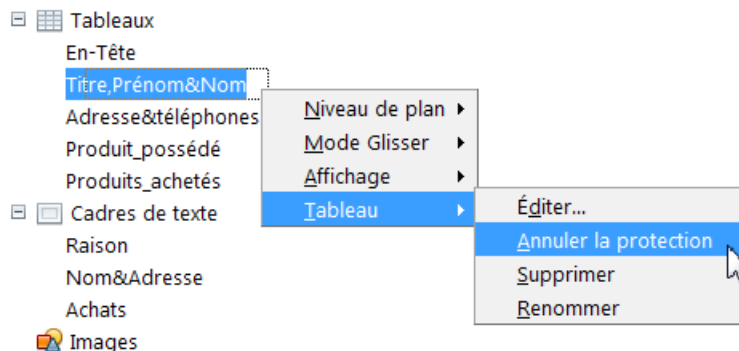 Tableaux
En-Tête
Titre,Prénom&Nom
Adresse&téléphones
Produit_possédé
Produits_achetés
Cadres de texte
Raison
Nom&Adresse
Achats
Images
Niveau de plan
Mode Glisser
Affichage
Tableau
Éditer...
Annuler la protection
Supprimer
Renommer